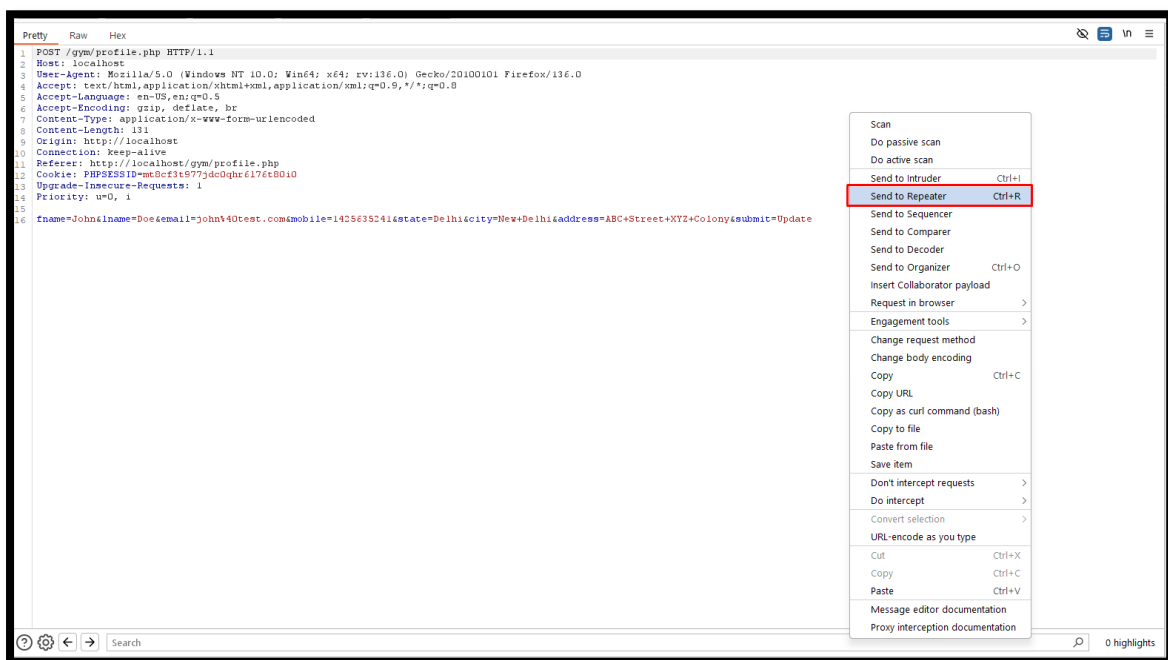 Pretty Raw Hex \n
1 POST /gym/profile.php HTTP/1.1
2 Host: localhost
3 User-Agent: Mozilla/5.0 (Windows NT 10.0; Win64; x64; rv:136.0) Gecko/20100101 Firefox/136.0
4 Accept: text/html,application/xhtml+xml,application/xml;q=0.9,*/*;q=0.8
5 Accept-Language: en-US,en;q=0.5
6 Accept-Encoding: gzip, deflate, br
7 Content-Type: application/x-www-form-urlencoded
8 Content-Length: 131
9 Origin: http://localhost
10 Connection: keep-alive
11 Referer: http://localhost/gym/profile.php
12 Cookie: PHPSESSID=mt8cf3t977jdc0qhr6176t80i0
13 Upgrade-Insecure-Requests: 1
14 Priority: u=0, i
15
16 fname=John&lname=Doe&email=john%40test.com&mobile=1425635241&state=Delhi&city=New+Delhi&address=ABC+Street+XYZ+Colony&submit=Update
Scan
Do passive scan
Do active scan
Send to Intruder Ctrl+I
Send to Repeater Ctrl+R
Send to Sequencer
Send to Comparer
Send to Decoder
Send to Organizer Ctrl+O
Insert Collaborator payload
Request in browser >
Engagement tools >
Change request method
Change body encoding
Copy Ctrl+C
Copy URL
Copy as curl command (bash)
Copy to file
Paste from file
Save item
Don't intercept requests >
Do intercept >
Convert selection >
URL-encode as you type
Cut Ctrl+X
Copy Ctrl+C
Paste Ctrl+V
Message editor documentation
Proxy interception documentation
Search 0 highlights